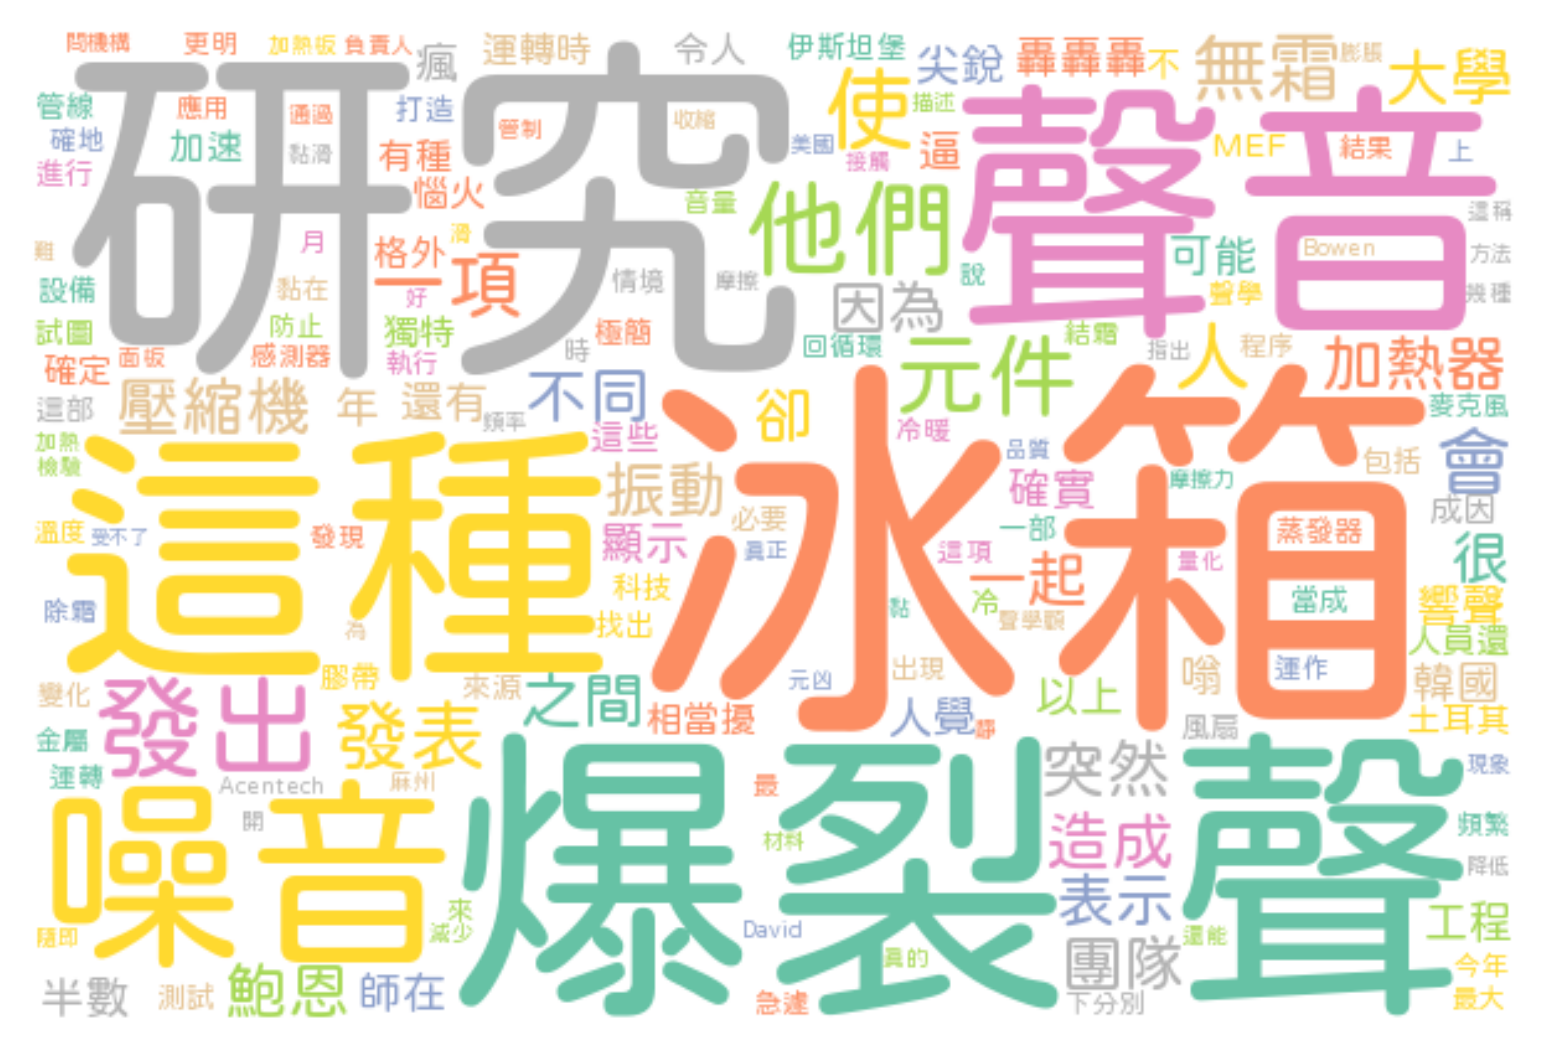 問機構 更明 加熱板 負責人 瘋 運轉時 令人 伊斯坦堡 尖銳 轟轟轟 不 無霜 膨脹 大學
研究
管線 應用 通過 打造 管制 收縮 使 描述 聲音
確地 加速 黏滑 有種 美國 逼 MEF 結果 上
進行 惱火 音量 接觸 他們 這稱
難 月 格外 滑 情境 摩擦 說 可能 Bowen 方法
設備 黏在 好 一項 因為 聲學 幾種
試圖 防止 獨特 極簡 回循環 結霜
確定 面板 感測器 執行 時 元件 指出 人 程序 加熱器
這部 壓縮機 年 還有 頻率 不同 卻 冰箱 麥克風
加熱 這種 這些 冷暖 品質 包括 會
檢驗 振動 確實 摩擦力 成因
溫度 受不了 發現 顯示 必要 真正 這項 一部 量化 蒸發器 很
除霜 為 科技 找出 黏 冷 一起 聲學顧 當成 響聲
人員還
變化 發出 膠帶 來源 之間 元凶 出現 以上 嗡 運作 韓國
金屬 發表 相當擾 人覺 靜 風扇 土耳其
運轉 Acentech 麻州 爆裂聲 最 突然 現象
噪音 開 材料 造成 頻繁
降低
隨即 來 減少 David 真的 表示 還能 工程
半數 測試 鮑恩 師在 急遽 團隊 下分別 今年
最大